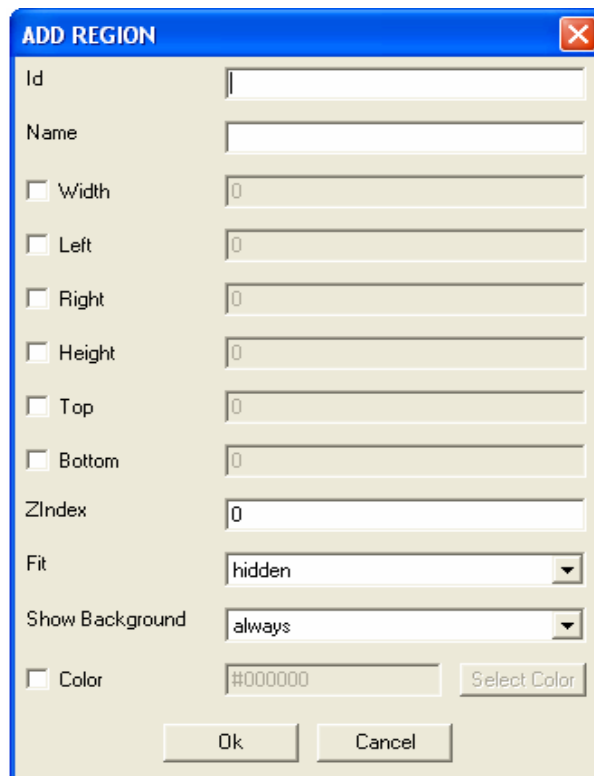 ADD REGION
Id
Name
Width 0
Left 0
Right 0
Height 0
Top 0
Bottom 0
ZIndex 0
Fit hidden
Show Background always
Color #000000 Select Color
Ok Cancel